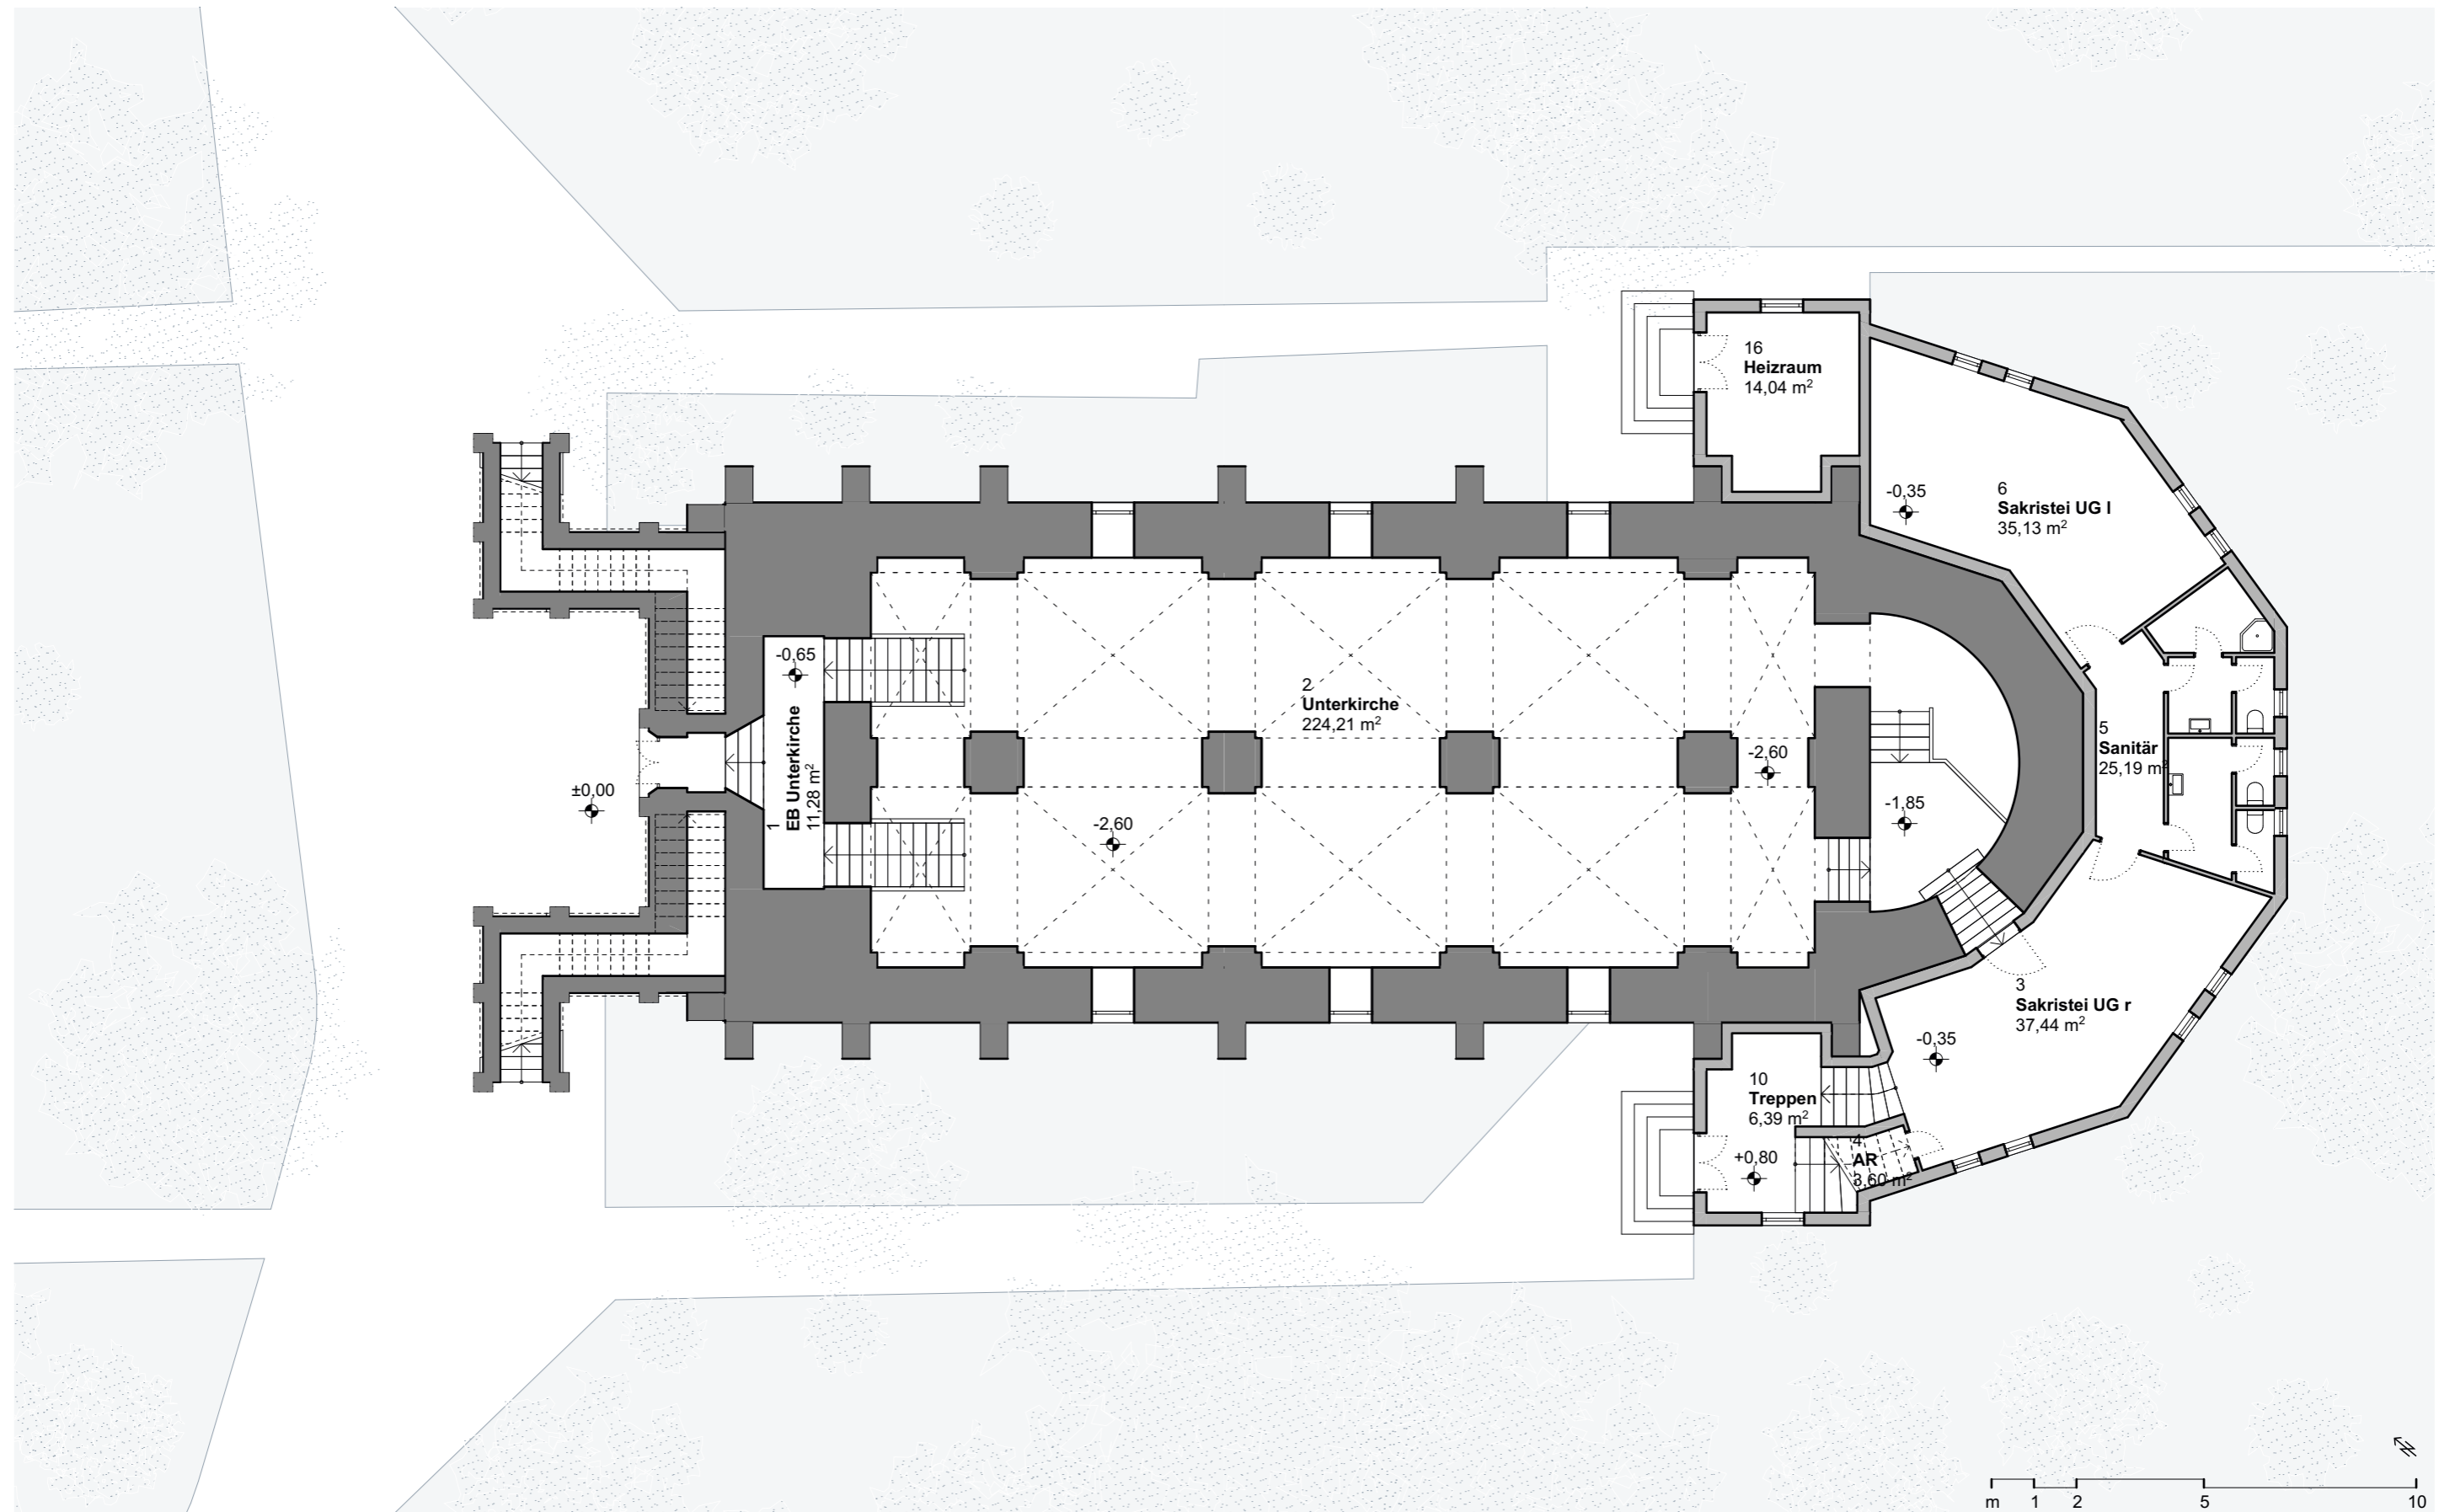 16
Heizraum
14,04 m²
-0,35
6
Sakristei UG l
35,13 m²
-0,65
1
EB Unterkirche
11,28 m²
2
Unterkirche
224,21 m²
5
Sanitär
25,19 m²
-2,60
±0,00
-1,85
-2,60
3
Sakristei UG r
37,44 m²
-0,35
10
Treppen
6,39 m²
4
AR
3,60 m²
+0,80
N
m 1 2 5 10